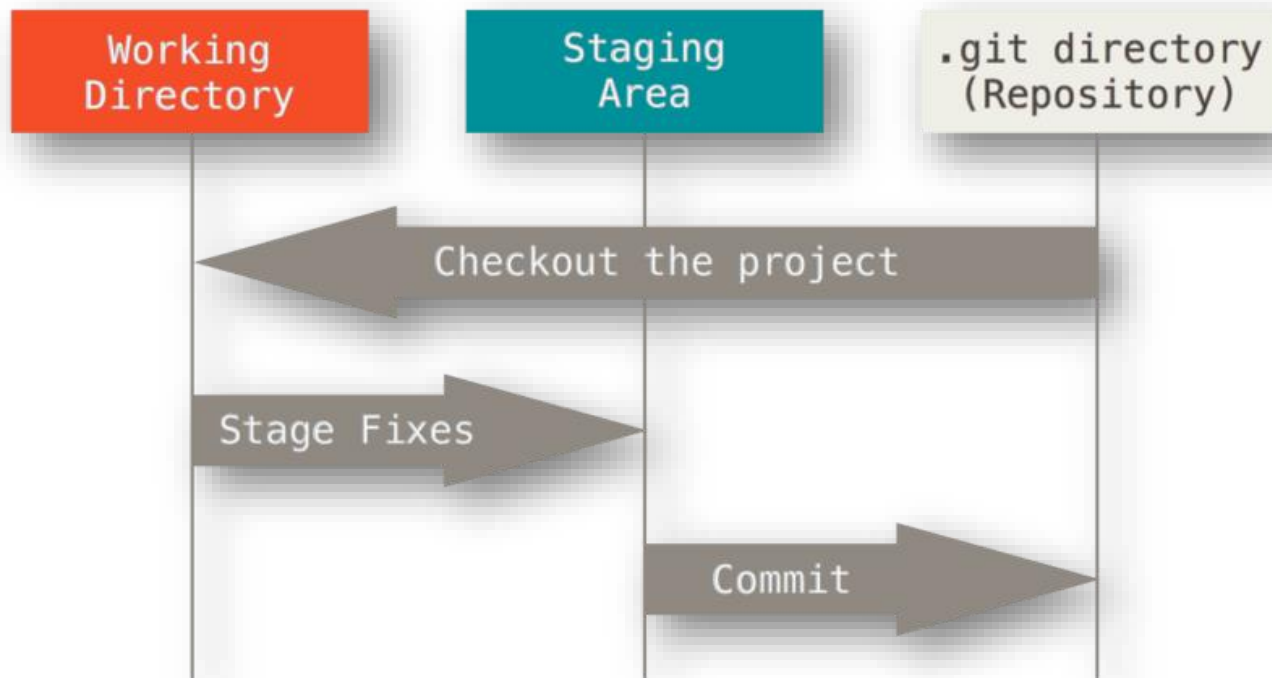 Working
Directory
Staging
Area
.git directory
(Repository)
Checkout the project
Stage Fixes
Commit